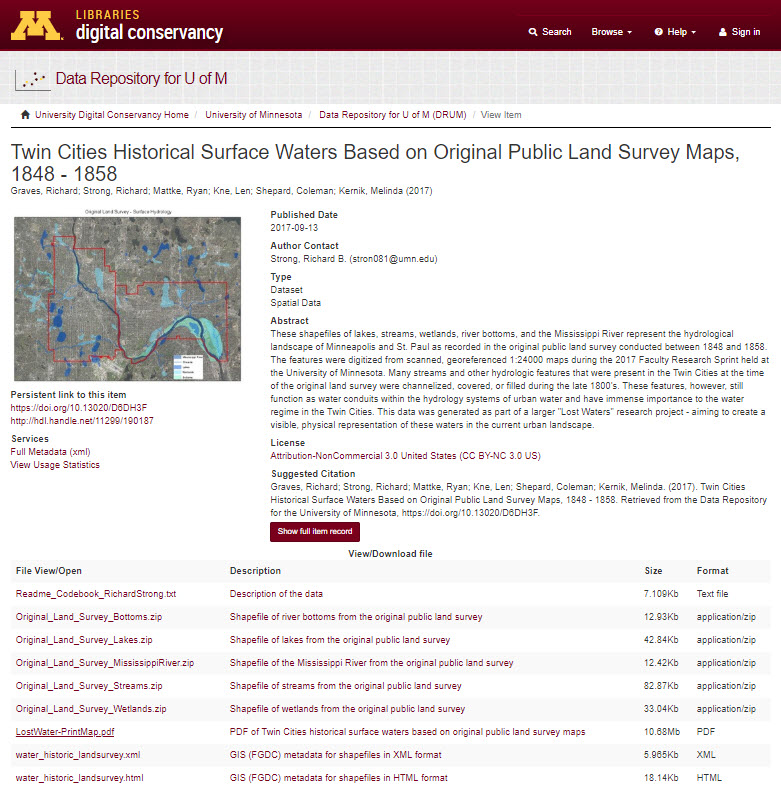 LIBRARIES
digital conservancy
Search Browse Help Sign in
Data Repository for U of M
University Digital Conservancy Home / University of Minnesota / Data Repository for U of M (DRUM) / View Item
Twin Cities Historical Surface Waters Based on Original Public Land Survey Maps,
1848 - 1858
Graves, Richard; Strong, Richard; Mattke, Ryan; Kne, Len; Shepard, Coleman; Kernik, Melinda (2017)
Original Land Survey - Surface Hydrology
Persistent link to this item
https://doi.org/10.13020/D6DH3F
http://hdl.handle.net/11299/190187
Services
Full Metadata (xml)
View Usage Statistics
Published Date
2017-09-13
Author Contact
Strong, Richard B. (stron081@umn.edu)
Type
Dataset
Spatial Data
Abstract
These shapefiles of lakes, streams, wetlands, river bottoms, and the Mississippi River represent the hydrological
landscape of Minneapolis and St. Paul as recorded in the original public land survey conducted between 1848 and 1858.
The features were digitized from scanned, georeferenced 1:24000 maps during the 2017 Faculty Research Sprint held at
the University of Minnesota. Many streams and other hydrologic features that were present in the Twin Cities at the time
of the original land survey were channelized, covered, or filled during the late 1800's. These features, however, still
function as water conduits within the hydrology systems of urban water and have immense importance to the water
regime in the Twin Cities. This data was generated as part of a larger "Lost Waters" research project - aiming to create a
visible, physical representation of these waters in the current urban landscape.
License
Attribution-NonCommercial 3.0 United States (CC BY-NC 3.0 US)
Suggested Citation
Graves, Richard; Strong, Richard; Mattke, Ryan; Kne, Len; Shepard, Coleman; Kernik, Melinda. (2017). Twin Cities
Historical Surface Waters Based on Original Public Land Survey Maps, 1848 - 1858. Retrieved from the Data Repository
for the University of Minnesota, https://doi.org/10.13020/D6DH3F.
Show full item record
View/Download file
File View/Open Description Size Format
Readme_Codebook_RichardStrong.txt Description of the data 7.109Kb Text file
Original_Land_Survey_Bottoms.zip Shapefile of river bottoms from the original public land survey 12.93Kb application/zip
Original_Land_Survey_Lakes.zip Shapefile of lakes from the original public land survey 42.84Kb application/zip
Original_Land_Survey_MississippiRiver.zip Shapefile of the Mississippi River from the original public land survey 12.42Kb application/zip
Original_Land_Survey_Streams.zip Shapefile of streams from the original public land survey 82.87Kb application/zip
Original_Land_Survey_Wetlands.zip Shapefile of wetlands from the original public land survey 33.04Kb application/zip
LostWater-PrintMap.pdf PDF of Twin Cities historical surface waters based on original public land survey maps 10.68Mb PDF
water_historic_landsurvey.xml GIS (FGDC) metadata for shapefiles in XML format 5.965Kb XML
water_historic_landsurvey.html GIS (FGDC) metadata for shapefiles in HTML format 18.14Kb HTML